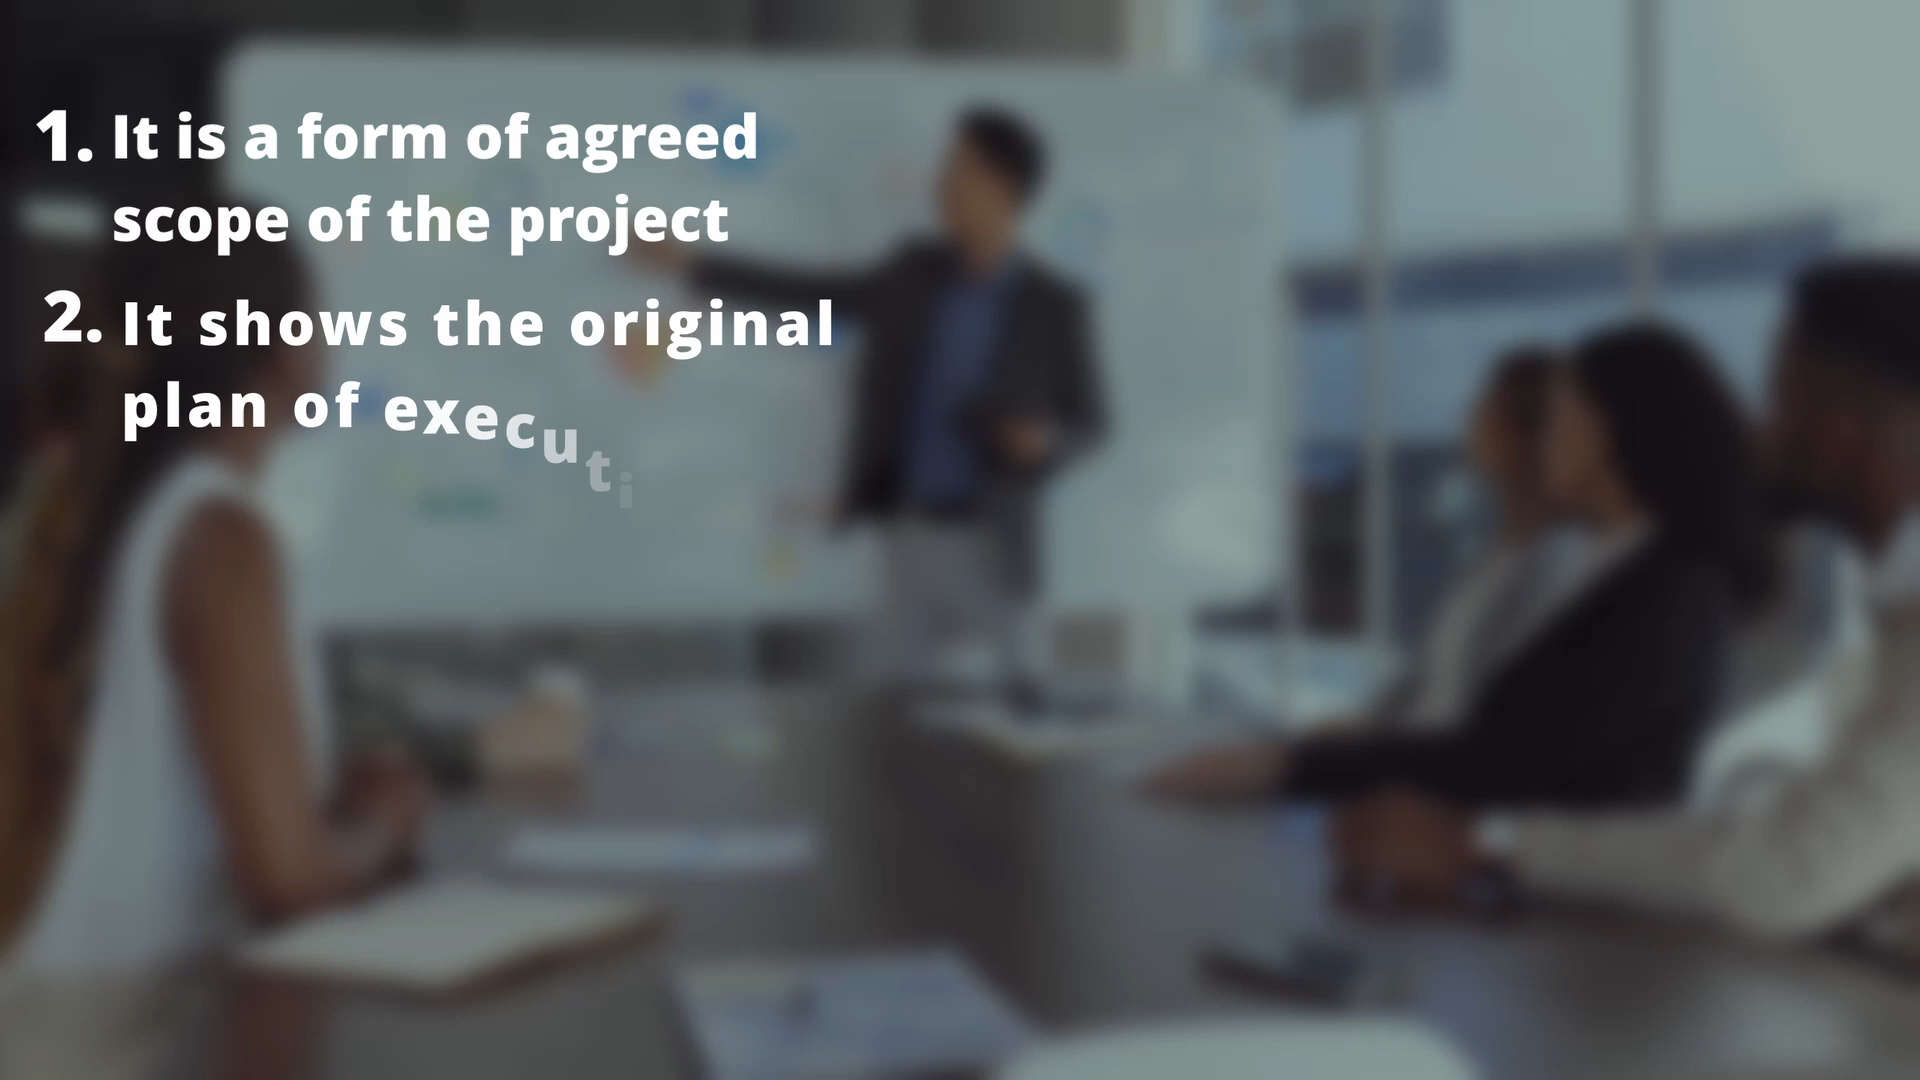 1. It is a form of agreed
scope of the project
2. It shows the original
plan of executi